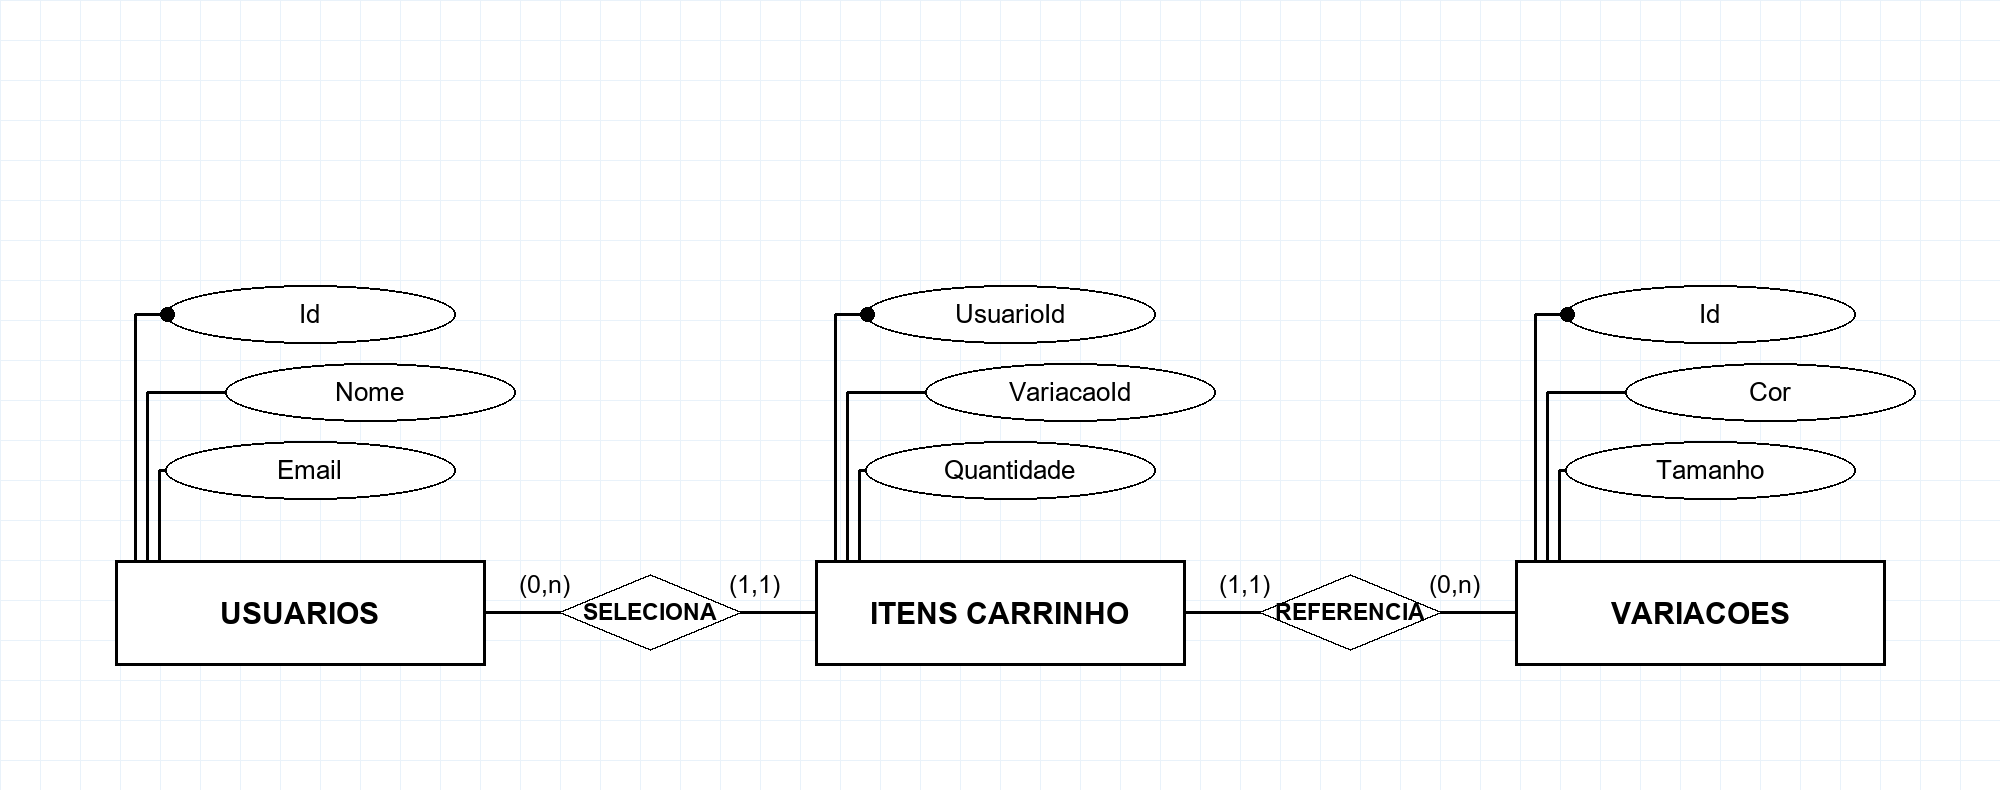 Id
Nome
Email
USUARIOS
(0,n)
SELECIONA
(1,1)
UsuarioId
VariacaoId
Quantidade
ITENS CARRINHO
(1,1)
REFERENCIA
(0,n)
Id
Cor
Tamanho
VARIACOES